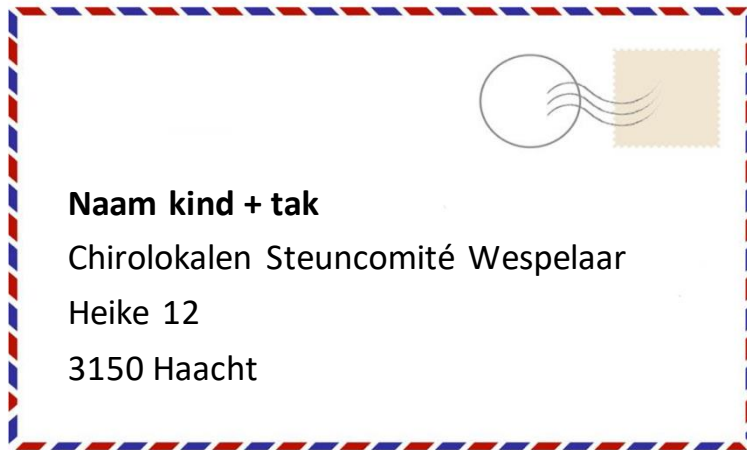 Naam kind + tak
Chirolokalen Steuncomité Wespelaar
Heike 12
3150 Haacht